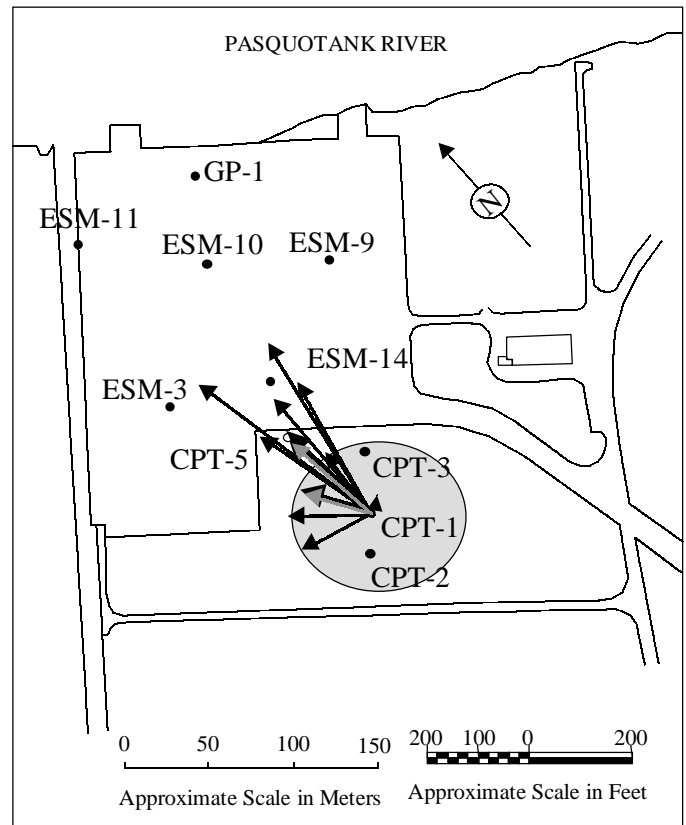 PASQUOTANK RIVER
GP-1
N
ESM-11
ESM-10
ESM-9
ESM-14
ESM-3
CPT-5
CPT-3
CPT-1
CPT-2
0 50 100 150
Approximate Scale in Meters
200 100 0 200
Approximate Scale in Feet